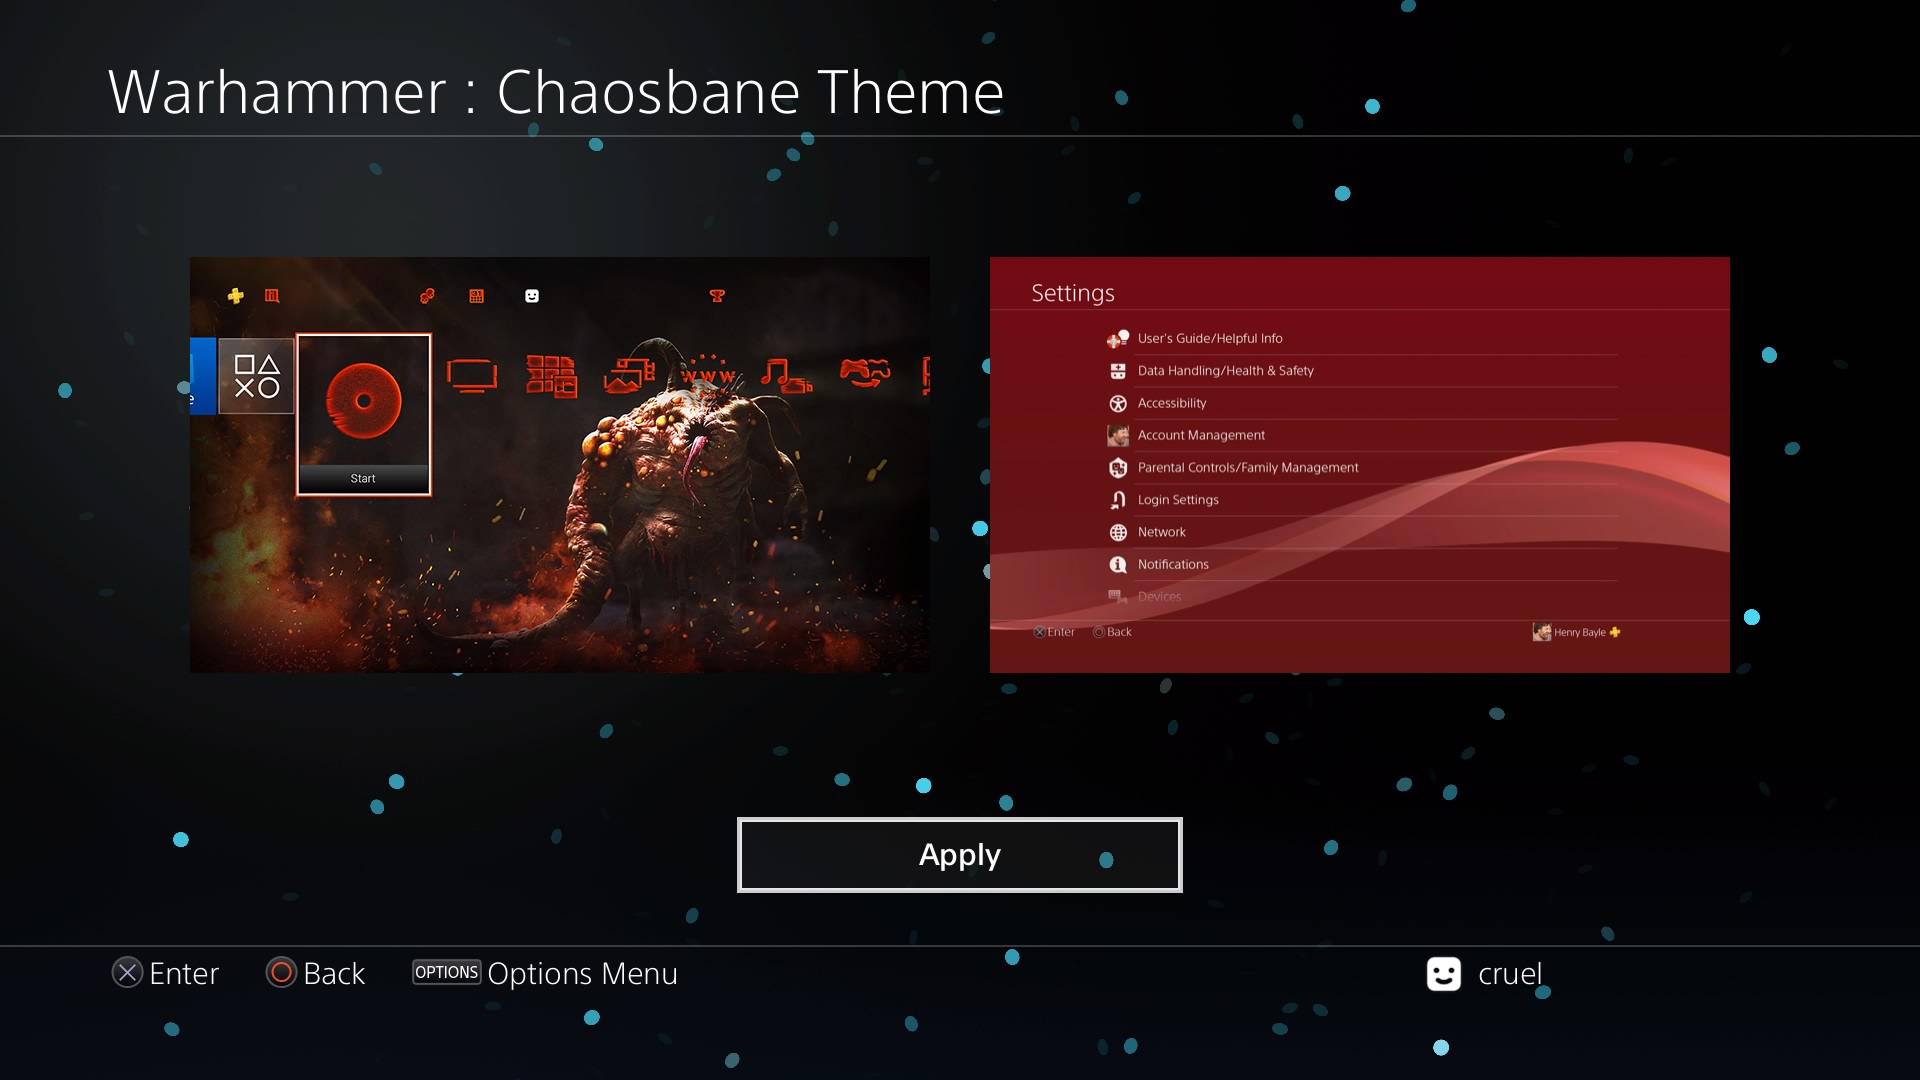 Warhammer : Chaosbane Theme
Start
www
Settings
User's Guide/Helpful Info
Data Handling/Health & Safety
Accessibility
Account Management
Parental Controls/Family Management
Login Settings
Network
Notifications
Devices
Enter Back Henry Bayle
Apply
Enter Back OPTIONS Options Menu cruel